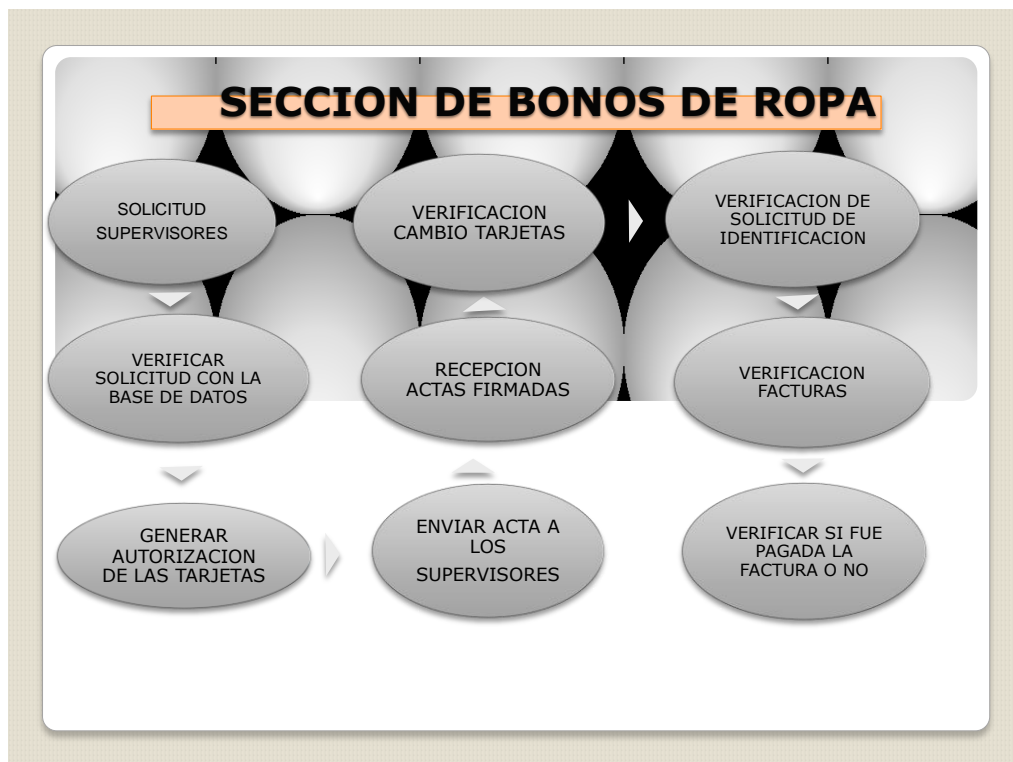 SECCION DE BONOS DE ROPA
SOLICITUD
SUPERVISORES
VERIFICAR
SOLICITUD CON LA
BASE DE DATOS
GENERAR
AUTORIZACION
DE LAS TARJETAS
ENVIAR ACTA A
LOS
SUPERVISORES
RECEPCION
ACTAS FIRMADAS
VERIFICACION
CAMBIO TARJETAS
VERIFICACION DE
SOLICITUD DE
IDENTIFICACION
VERIFICACION
FACTURAS
VERIFICAR SI FUE
PAGADA LA
FACTURA O NO